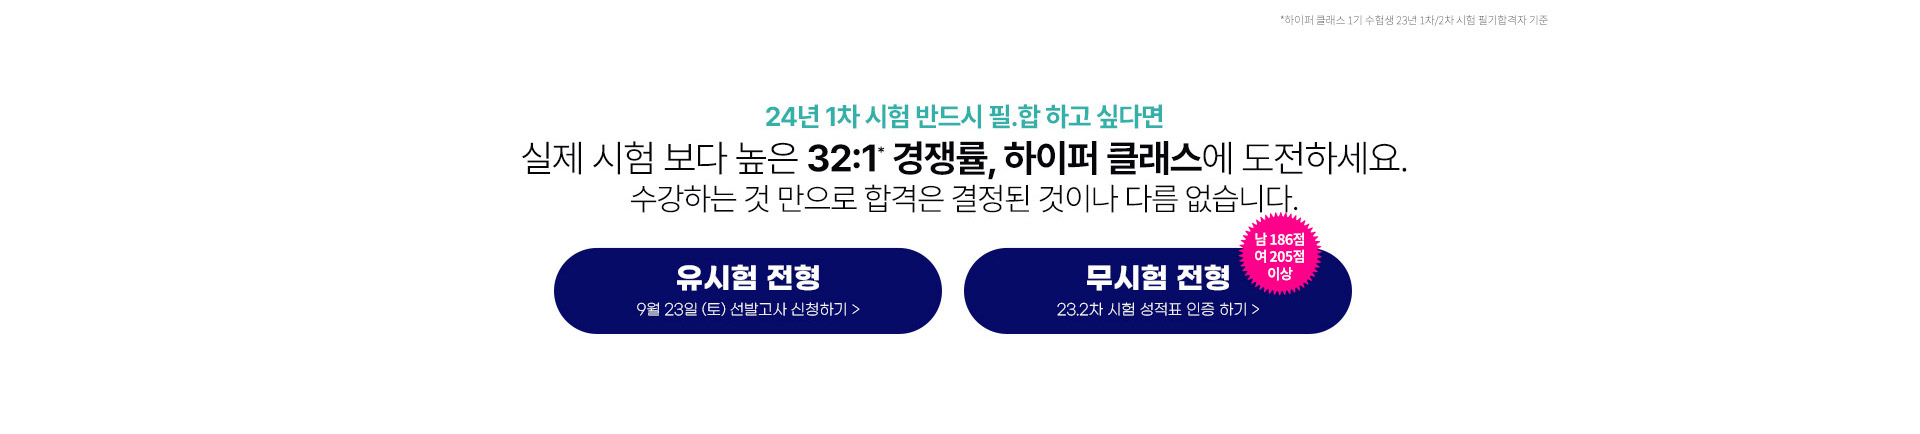 *하이퍼 클래스 1기 수험생 23년 1차/2차 시험 필기합격자 기준
24년 1차 시험 반드시 필.합 하고 싶다면
실제 시험 보다 높은 32:1* 경쟁률, 하이퍼 클래스에 도전하세요.
수강하는 것 만으로 합격은 결정된 것이나 다름 없습니다.
유시험 전형
9월 23일 (토) 선발고사 신청하기 >
무시험 전형
23.2차 시험 성적표 인증 하기 >
남 186점
여 205점
이상